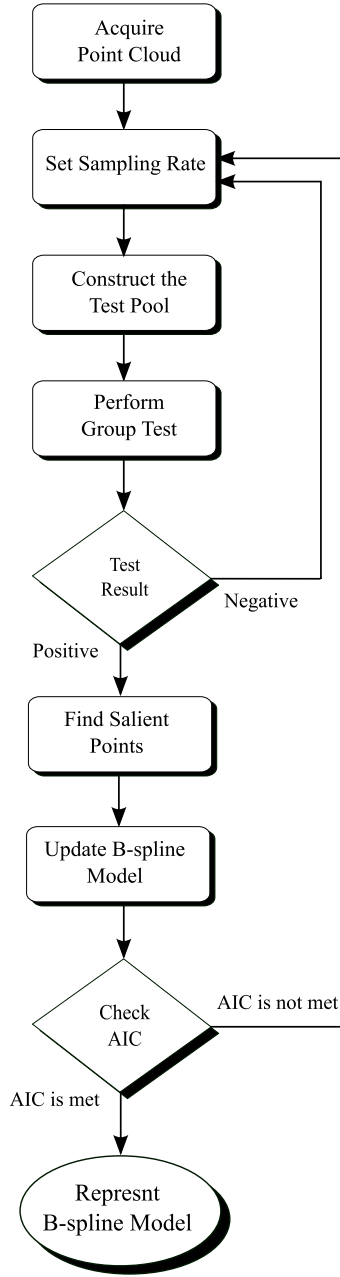 Acquire
Point Cloud
Set Sampling Rate
Construct the
Test Pool
Perform
Group Test
Test
Result
Negative
Positive
Find Salient
Points
Update B-spline
Model
Check
AIC
AIC is not met
AIC is met
Represnt
B-spline Model